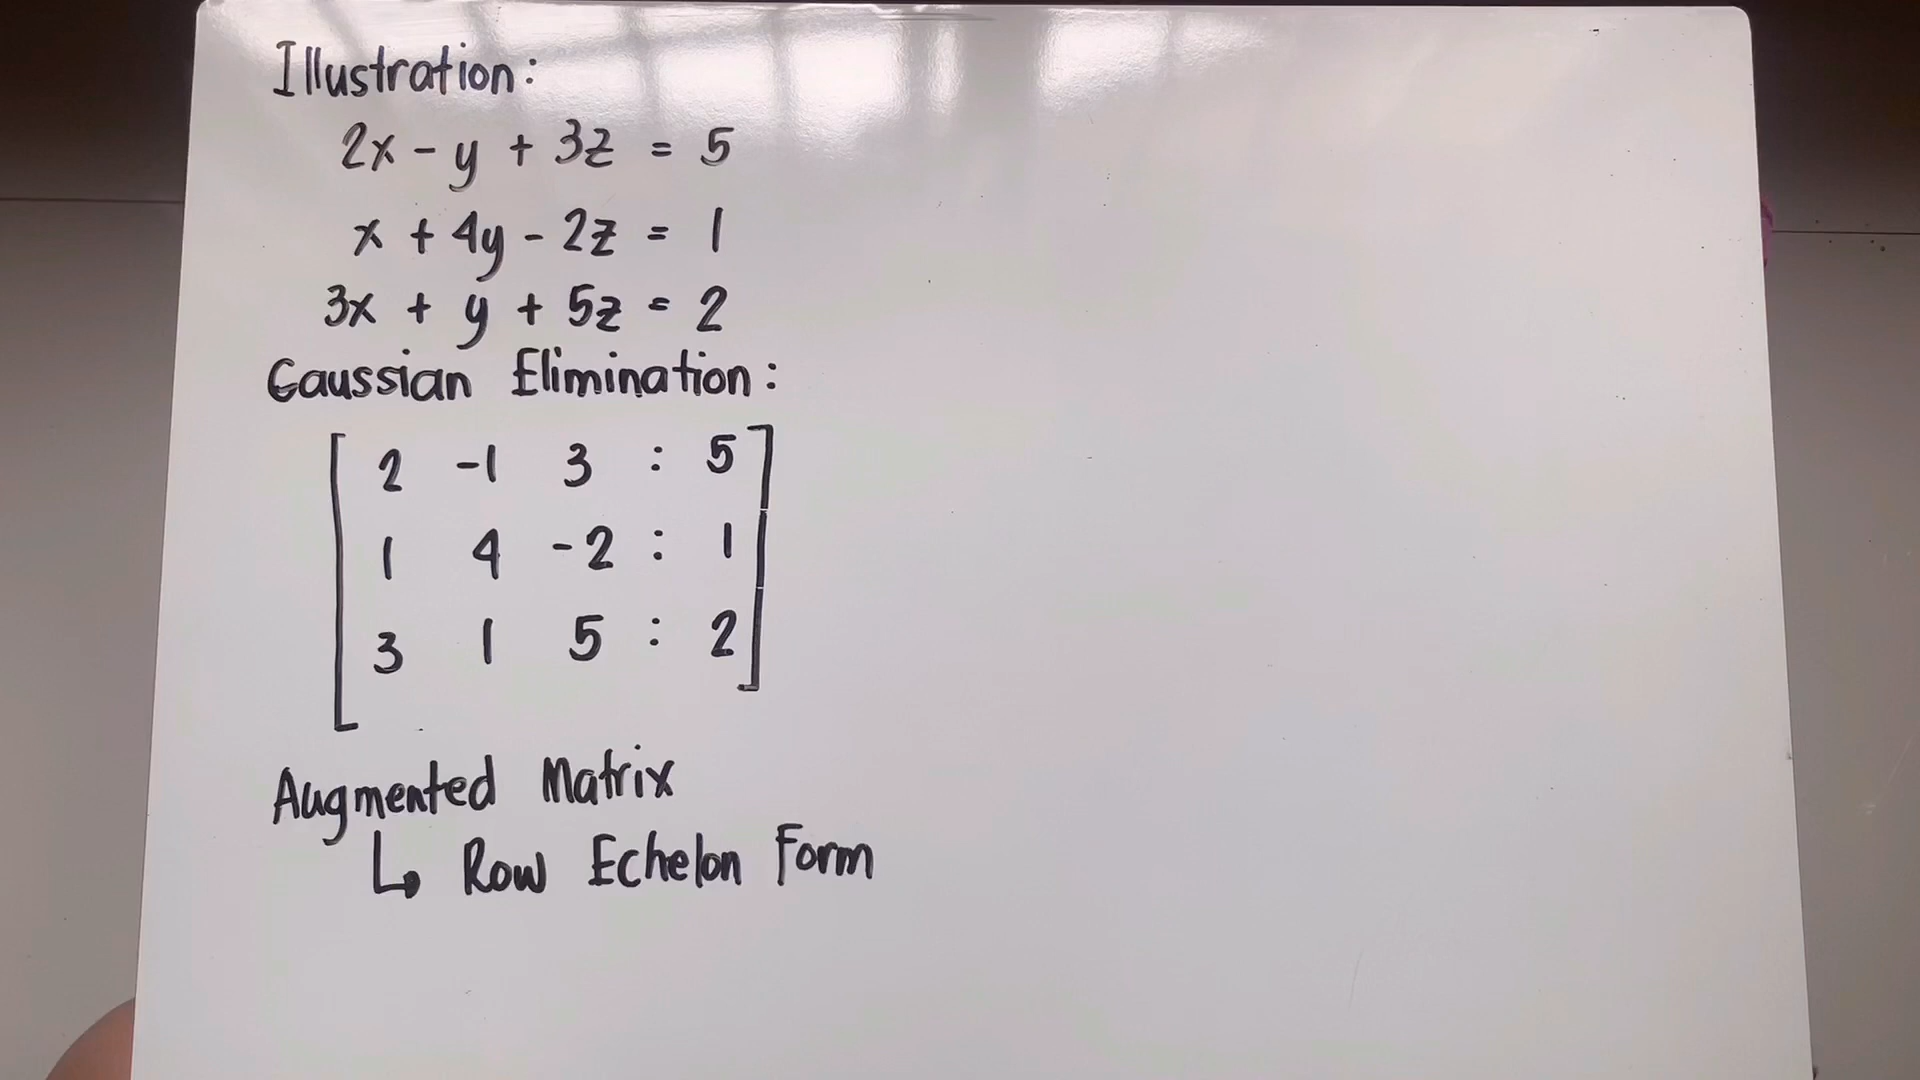 Illustration:
2x - y + 3z = 5
x + 4y - 2z = 1
3x + y + 5z = 2
Gaussian Elimination:
2 -1 3 : 5
1 4 -2 : 1
3 1 5 : 2
Augmented Matrix
↳ Row Echelon Form